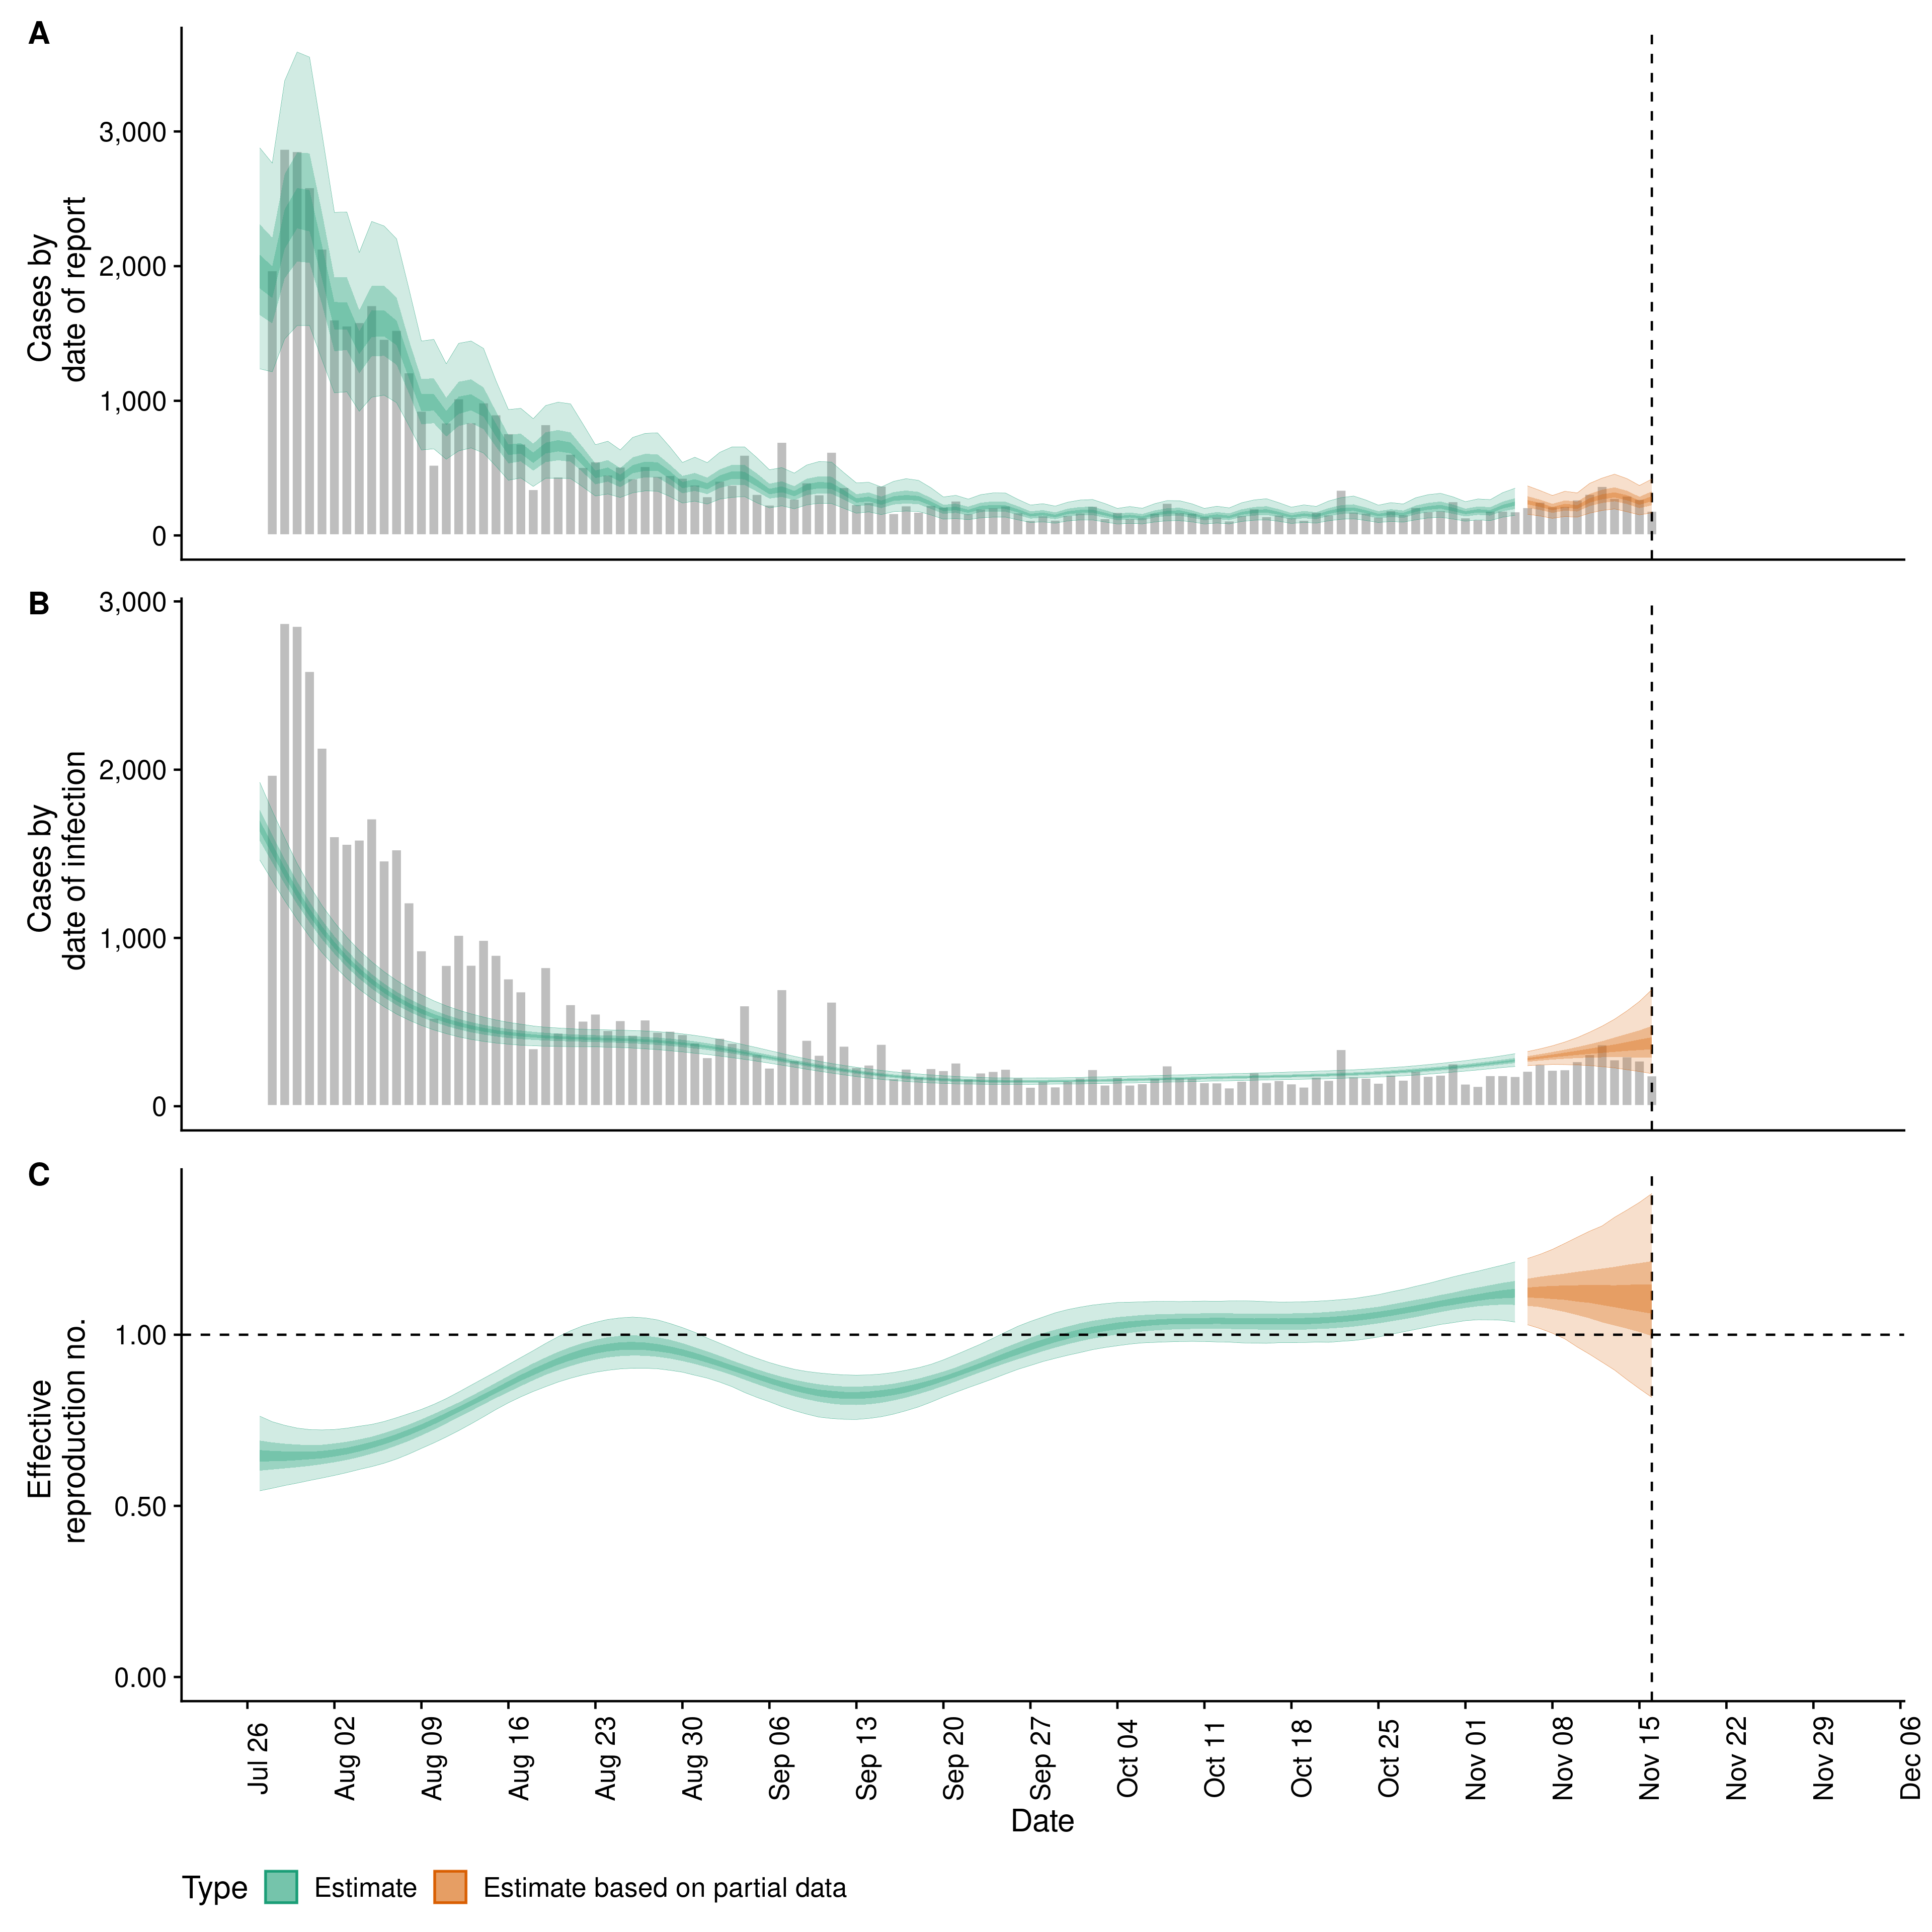 A
Cases by
date of report
3,000
2,000
1,000
0
B
Cases by
date of infection
3,000
2,000
1,000
0
C
Effective
reproduction no.
1.00
0.50
0.00
Jul 26
Aug 02
Aug 09
Aug 16
Aug 23
Aug 30
Sep 06
Sep 13
Sep 20
Sep 27
Oct 04
Oct 11
Oct 18
Oct 25
Nov 01
Nov 08
Nov 15
Nov 22
Nov 29
Dec 06
Date
Type Estimate Estimate based on partial data